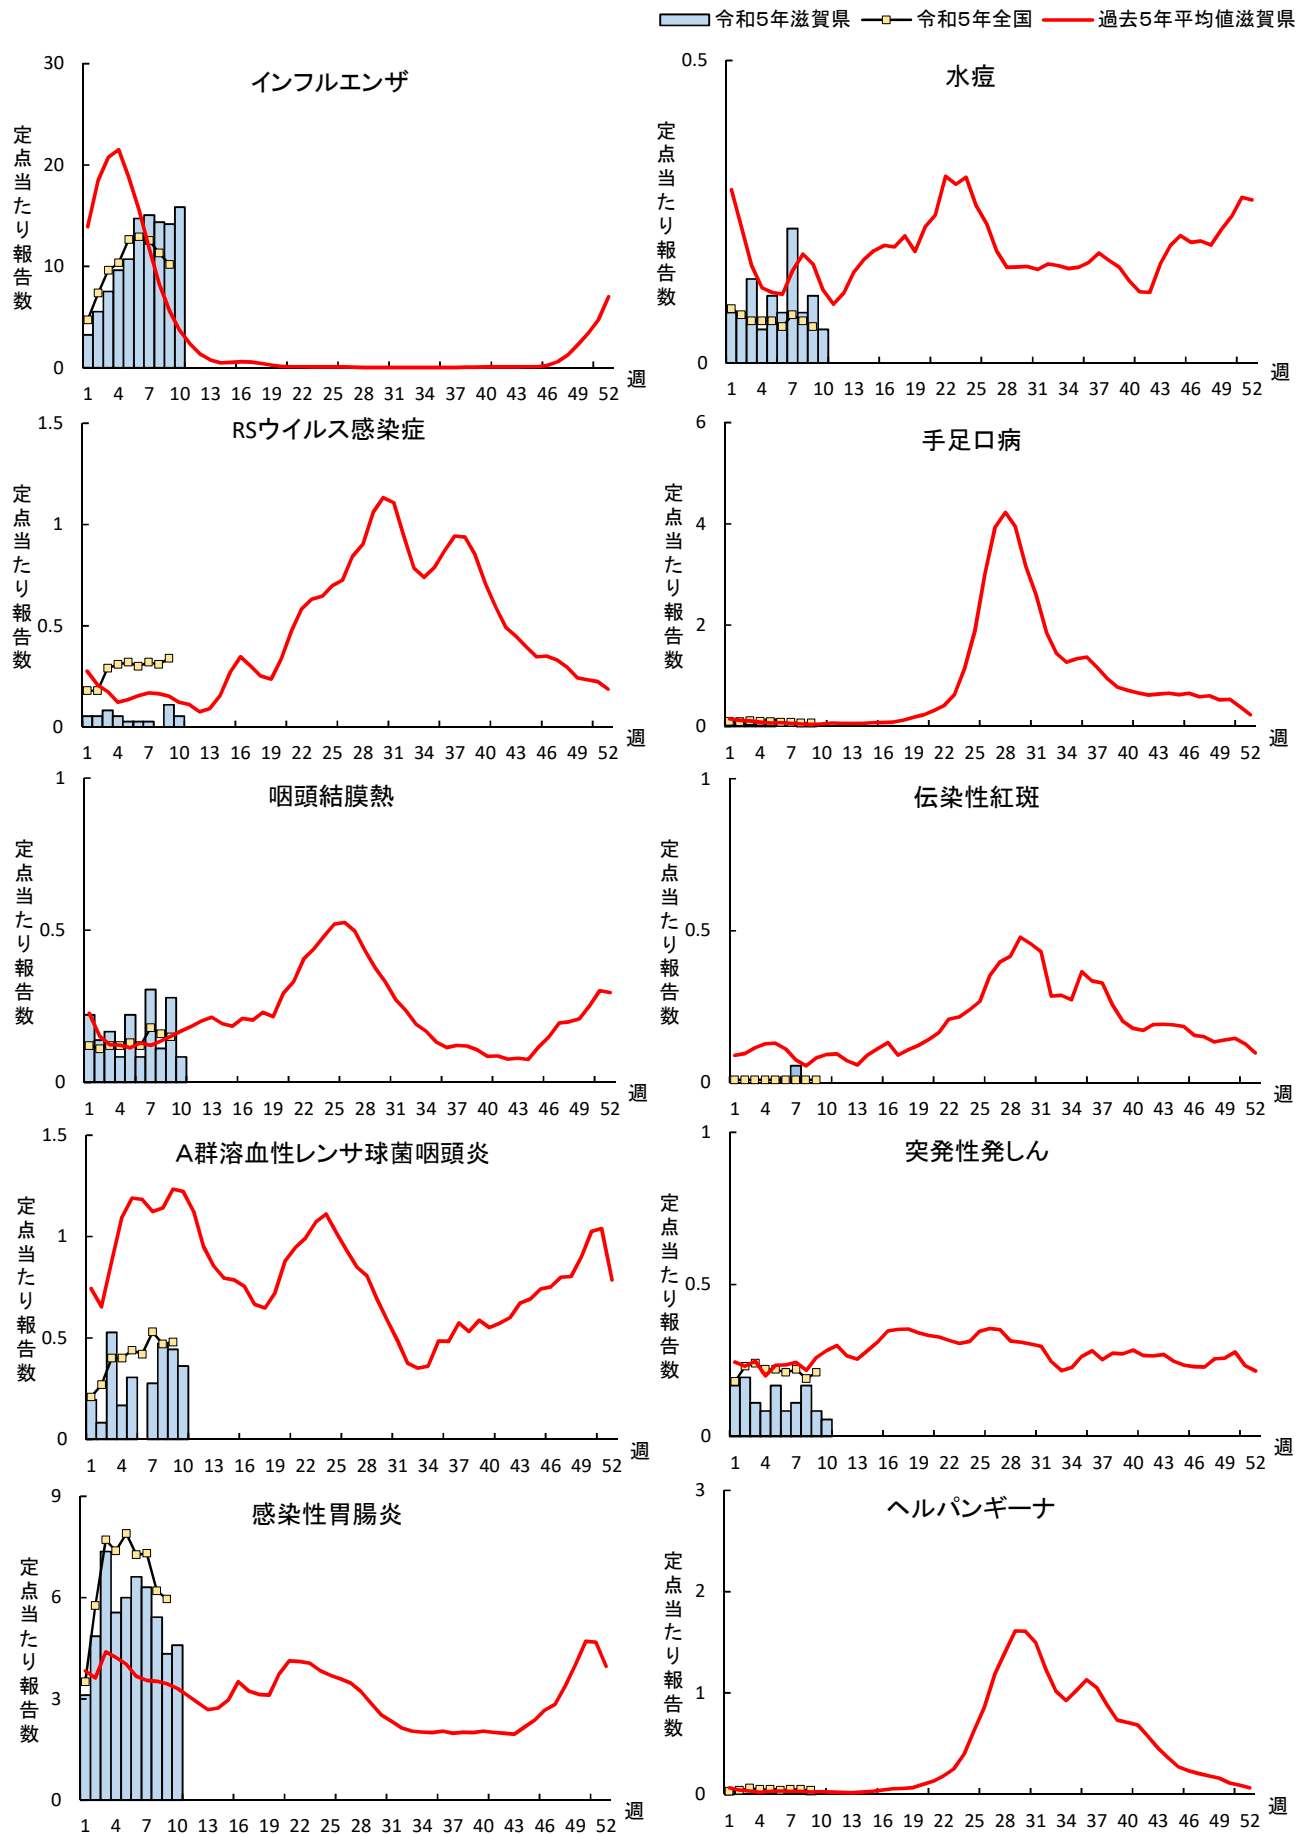 令和5年滋賀県 令和5年全国 過去5年平均値滋賀県
インフルエンザ
定点当たり報告数
30
20
10
0
1 4 7 10 13 16 19 22 25 28 31 34 37 40 43 46 49 52
週
水痘
定点当たり報告数
0.5
0
1 4 7 10 13 16 19 22 25 28 31 34 37 40 43 46 49 52
週
RSウイルス感染症
定点当たり報告数
1.5
1
0.5
0
1 4 7 10 13 16 19 22 25 28 31 34 37 40 43 46 49 52
週
手足口病
定点当たり報告数
6
4
2
0
1 4 7 10 13 16 19 22 25 28 31 34 37 40 43 46 49 52
週
咽頭結膜熱
定点当たり報告数
1
0.5
0
1 4 7 10 13 16 19 22 25 28 31 34 37 40 43 46 49 52
週
伝染性紅斑
定点当たり報告数
1
0.5
0
1 4 7 10 13 16 19 22 25 28 31 34 37 40 43 46 49 52
週
A群溶血性レンサ球菌咽頭炎
定点当たり報告数
1.5
1
0.5
0
1 4 7 10 13 16 19 22 25 28 31 34 37 40 43 46 49 52
週
突発性発しん
定点当たり報告数
1
0.5
0
1 4 7 10 13 16 19 22 25 28 31 34 37 40 43 46 49 52
週
感染性胃腸炎
定点当たり報告数
9
6
3
0
1 4 7 10 13 16 19 22 25 28 31 34 37 40 43 46 49 52
週
ヘルパンギーナ
定点当たり報告数
3
2
1
0
1 4 7 10 13 16 19 22 25 28 31 34 37 40 43 46 49 52
週